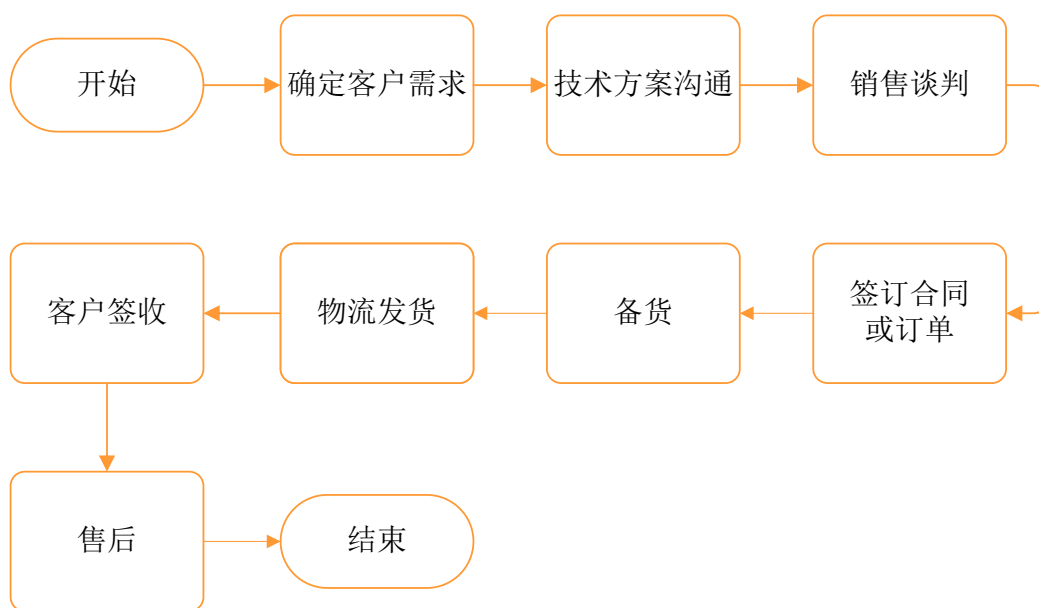 开始
确定客户需求
技术方案沟通
销售谈判
签订合同
或订单
备货
物流发货
客户签收
售后
结束